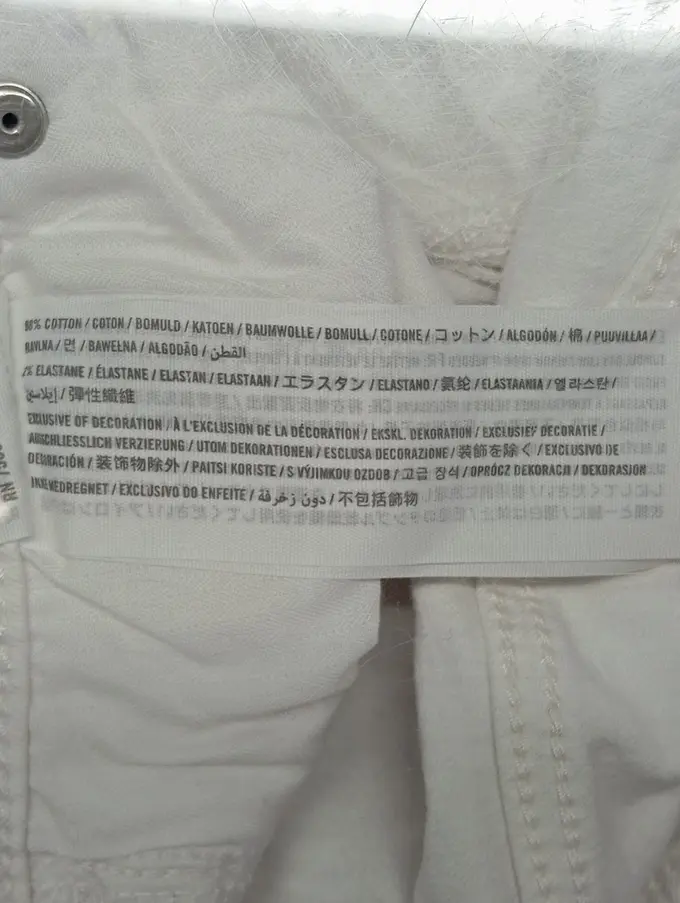 98% COTTON / COTON / BOMULD / KATOEN / BAUMWOLLE / BOMULL / COTONE / コットン / ALGODÓN / 棉 / PUUVILLAA /
BAVLNA / 면 / BAWEŁNA / ALGODÃO / القطن
2% ELASTANE / ÉLASTANE / ELASTAN / ELASTAAN / エラスタン / ELASTANO / 氨纶 / ELASTAANIA / 엘라스탄 /
إيلاستين / 彈性纖維
EXCLUSIVE OF DECORATION / À L'EXCLUSION DE LA DÉCORATION / EKSKL. DEKORATION / EXCLUSIEF DECORATIE /
AUSCHLIESSLICH VERZIERUNG / UTOM DEKORATIONEN / ESCLUSA DECORAZIONE / 装飾を除く / EXCLUSIVO DE
DECORACIÓN / 装饰物除外 / PAITSI KORISTE / S VÝJIMKOU OZDOB / 고급 장식 / OPRÓCZ DEKORACJI / DEKORASJON
IKKE MEDREGNET / EXCLUSIVO DO ENFEITE / دون زخرفة / 不包括飾物